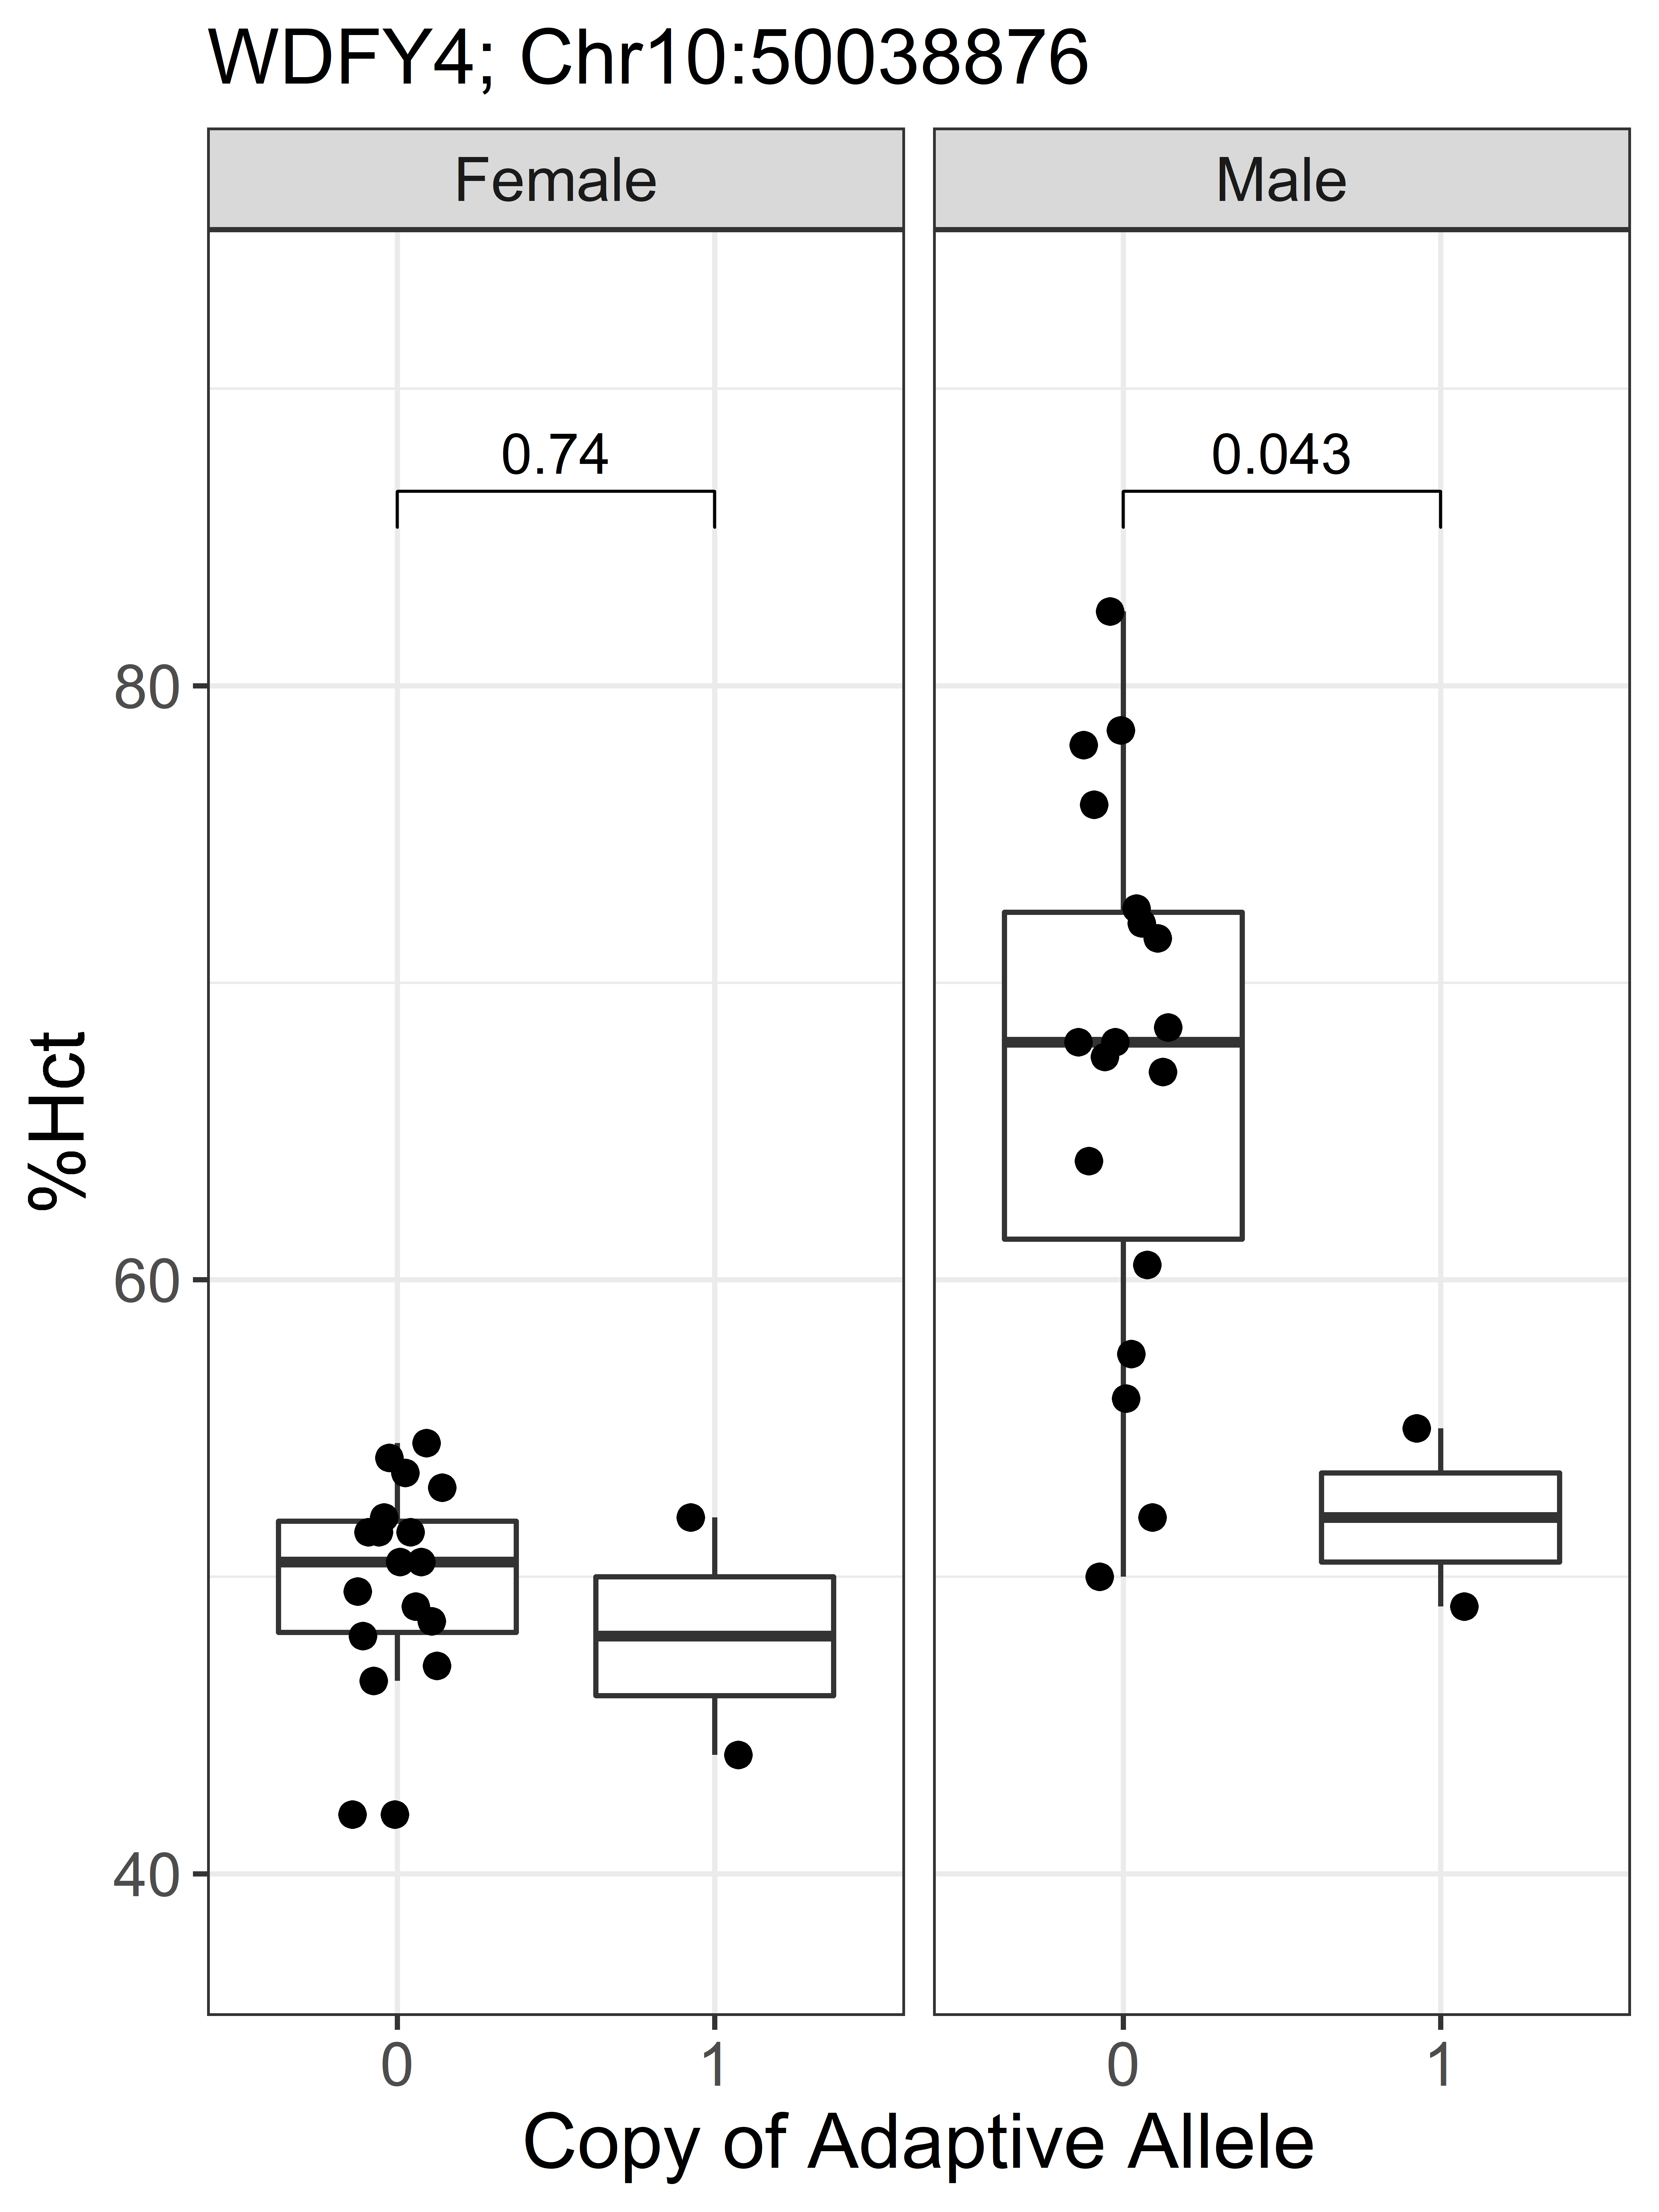 WDFY4; Chr10:50038876
Female
Male
0.74
0.043
80
60
40
%Hct
0
1
0
1
Copy of Adaptive Allele